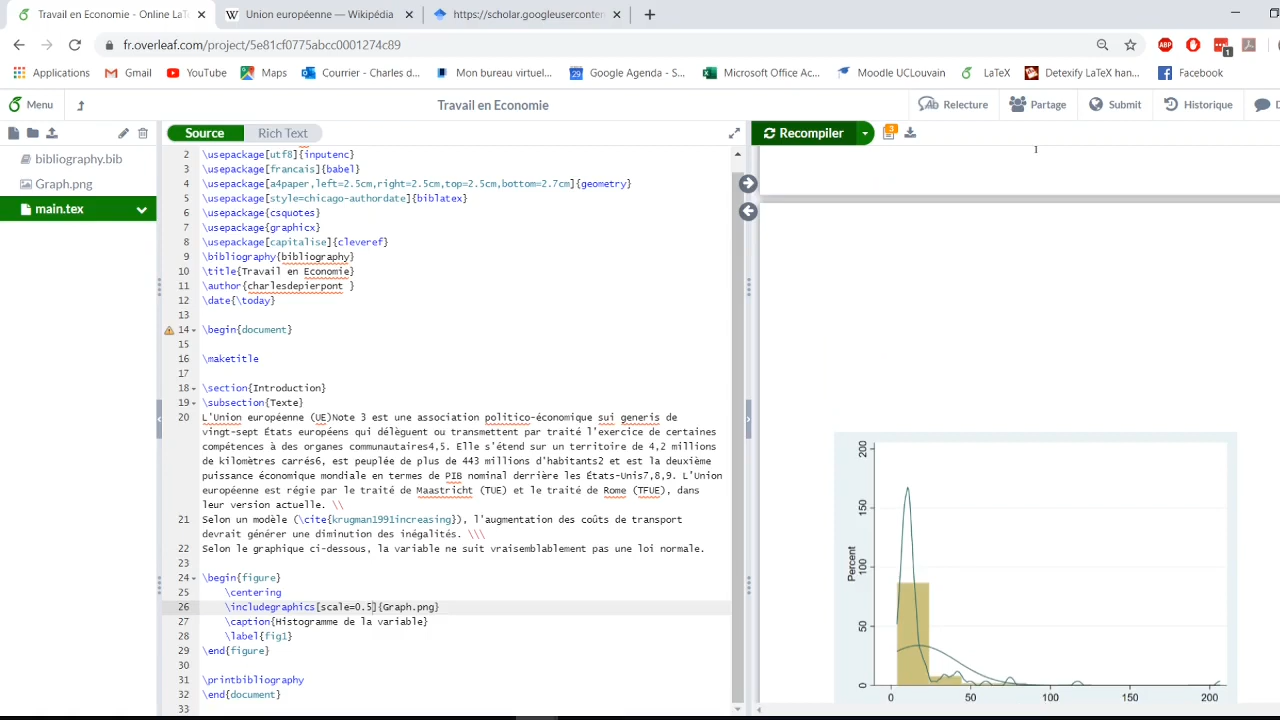 Travail en Economie - Online LaT
Union européenne — Wikipédia
https://scholar.googleuserconten
fr.overleaf.com/project/5e81cf0775abcc0001274c89
ABP
1
Applications
Gmail
YouTube
Maps
Courrier - Charles d...
Mon bureau virtuel...
Google Agenda - S...
Microsoft Office Ac...
Moodle UCLouvain
LaTeX
Detexify LaTeX han...
Facebook
Menu
Travail en Economie
Relecture
Partage
Submit
Historique
Source
Rich Text
Recompiler
3
bibliography.bib
Graph.png
main.tex
2 \usepackage[utf8]{inputenc}
3 \usepackage[francais]{babel}
4 \usepackage[a4paper,left=2.5cm,right=2.5cm,top=2.5cm,bottom=2.7cm]{geometry}
5 \usepackage[style=chicago-authordate]{biblatex}
6 \usepackage{csquotes}
7 \usepackage{graphicx}
8 \usepackage[capitalise]{cleveref}
9 \bibliography{bibliography}
10 \title{Travail en Economie}
11 \author{charlesdepierpont }
12 \date{\today}
13
14 \begin{document}
15
16 \maketitle
17
18 \section{Introduction}
19 \subsection{Texte}
20 L'Union européenne (UE)Note 3 est une association politico-économique sui generis de
vingt-sept États européens qui délèguent ou transmettent par traité l'exercice de certaines
compétences à des organes communautaires4,5. Elle s'étend sur un territoire de 4,2 millions
de kilomètres carrés6, est peuplée de plus de 443 millions d'habitants2 et est la deuxième
puissance économique mondiale en termes de PIB nominal derrière les États-Unis7,8,9. L'Union
européenne est régie par le traité de Maastricht (TUE) et le traité de Rome (TFUE), dans
leur version actuelle. \\
21 Selon un modèle (\cite{krugman1991increasing}), l'augmentation des coûts de transport
devrait générer une diminution des inégalités. \\\
22 Selon le graphique ci-dessous, la variable ne suit vraisemblablement pas une loi normale.
23
24 \begin{figure}
25 \centering
26 \includegraphics[scale=0.5]{Graph.png}
27 \caption{Histogramme de la variable}
28 \label{fig1}
29 \end{figure}
30
31 \printbibliography
32 \end{document}
33
200
150
Percent
100
50
0
0 50 100 150 200